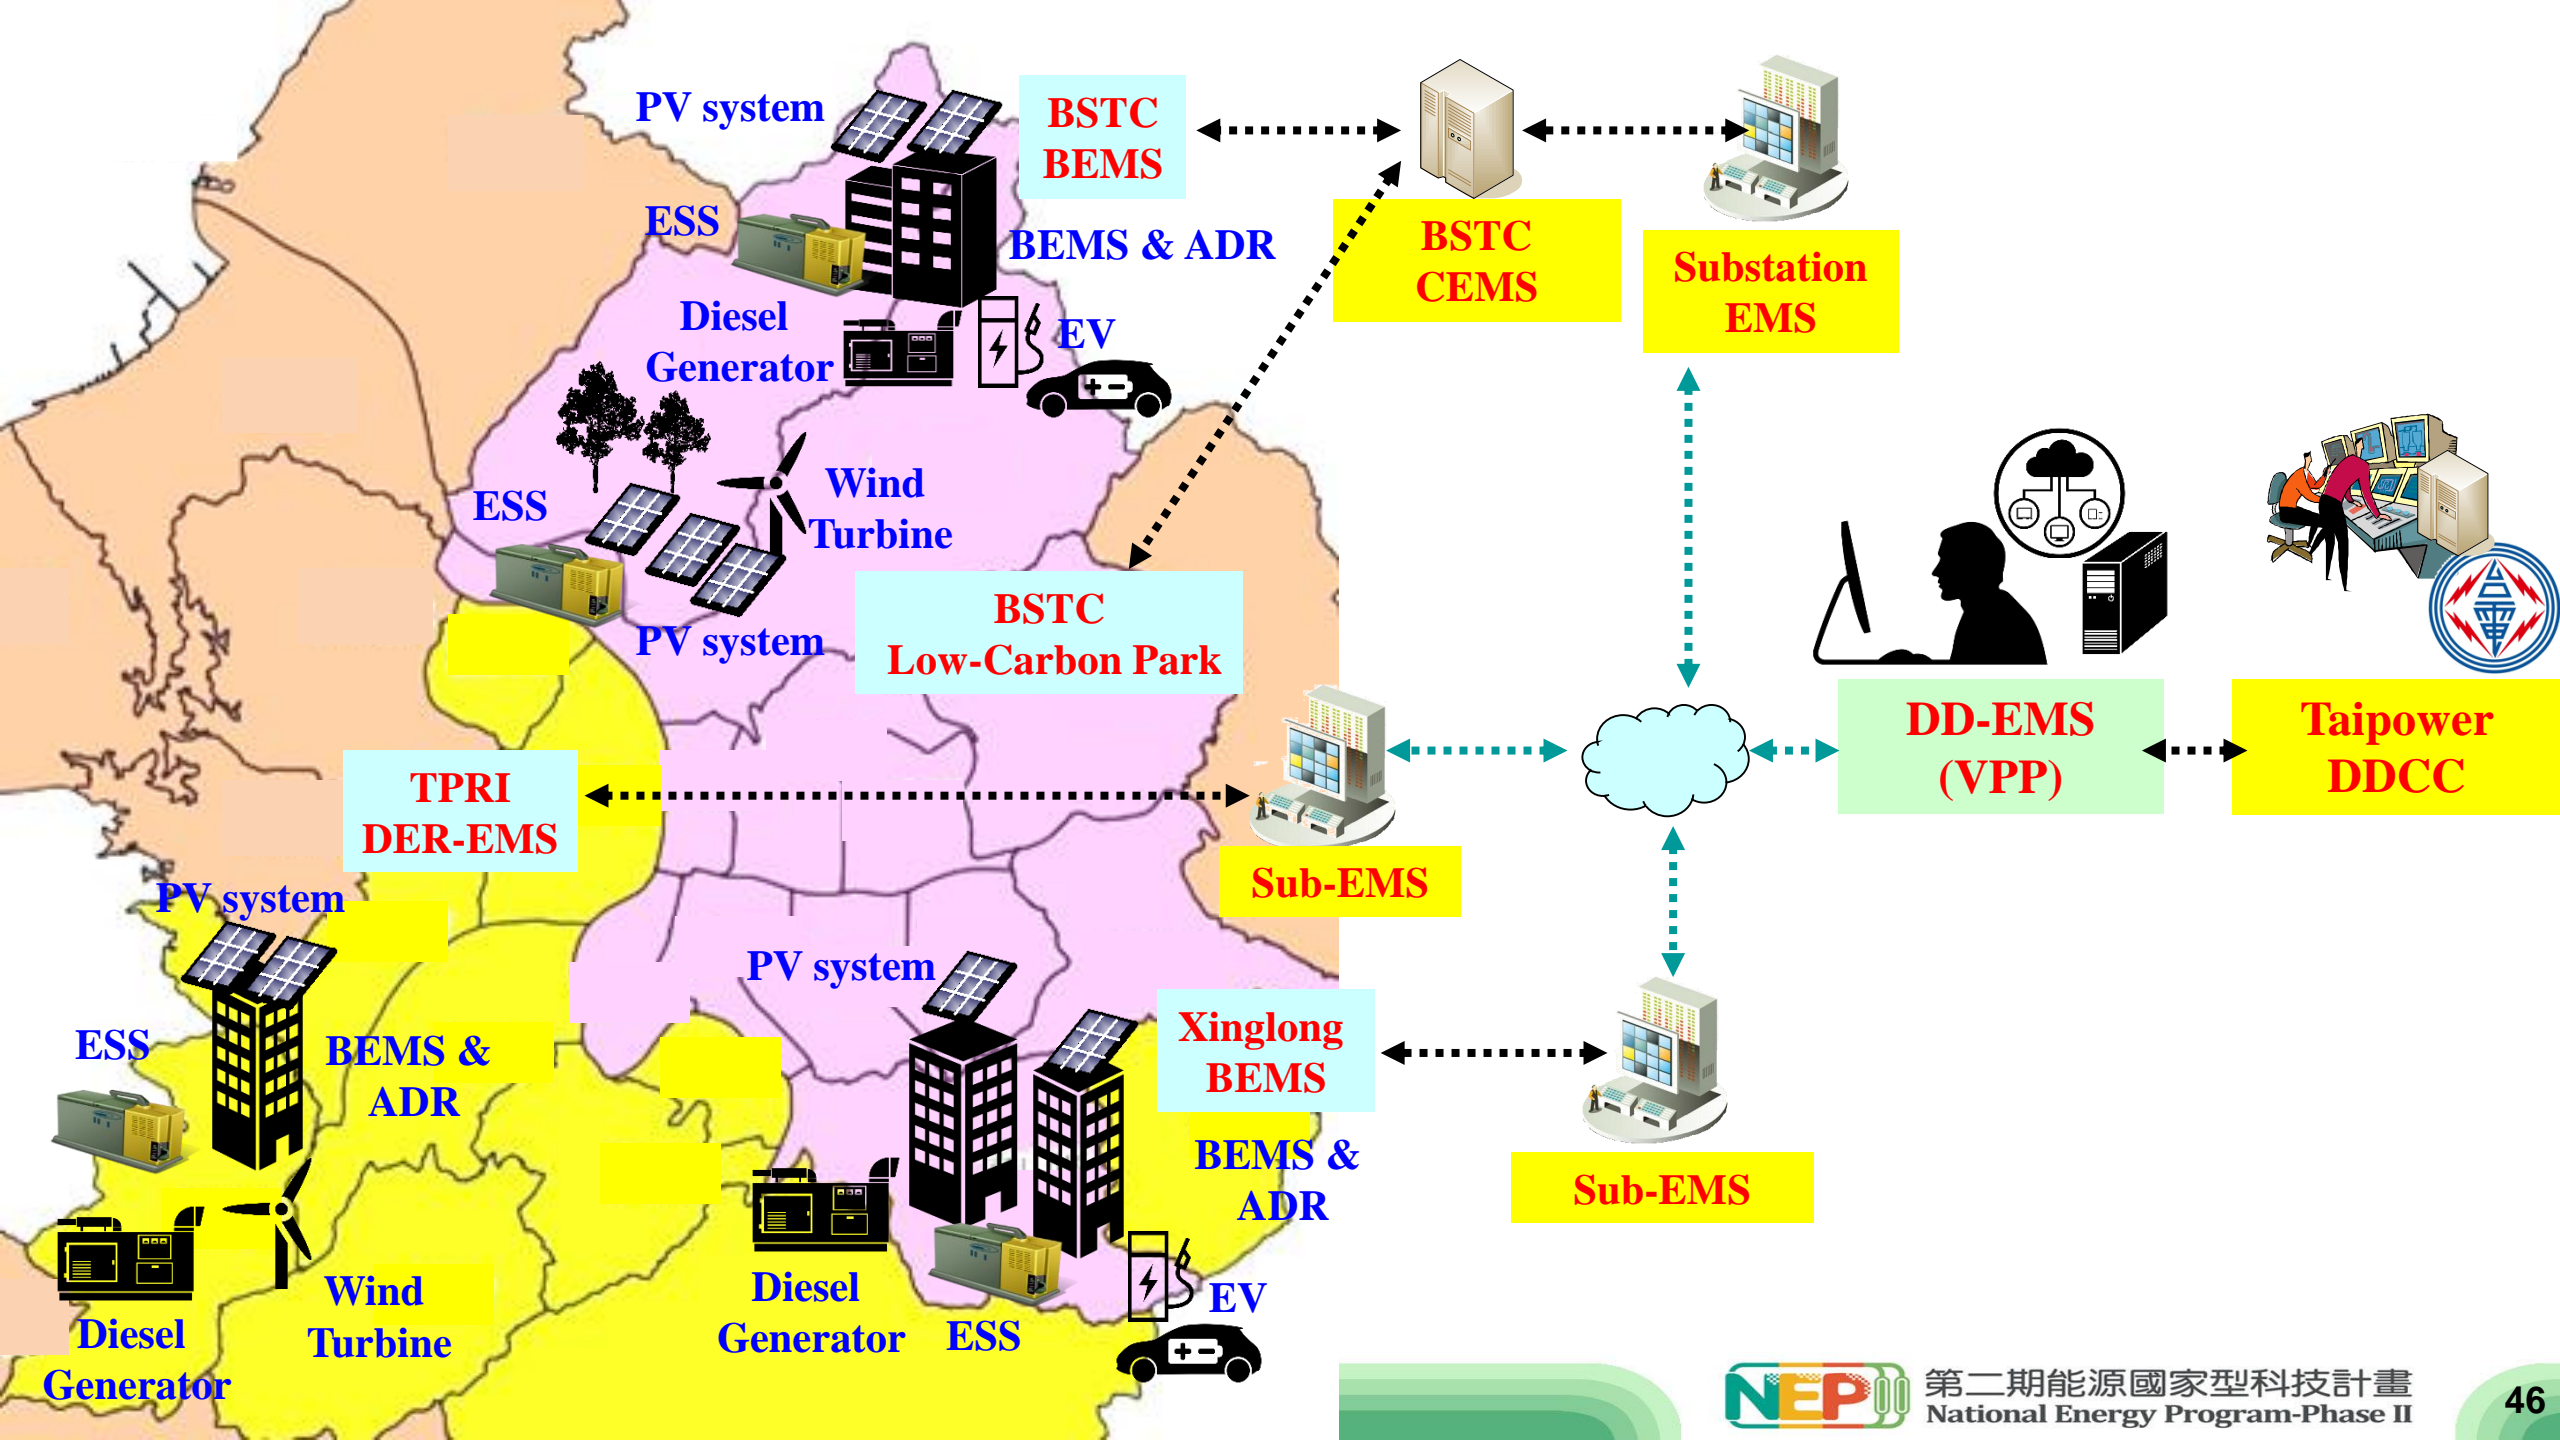 PV system
BSTC
BEMS
ESS
BEMS & ADR
BSTC
CEMS
Substation
EMS
Diesel
Generator
EV
Wind
Turbine
ESS
PV system
BSTC
Low-Carbon Park
DD-EMS
(VPP)
Taipower
DDCC
TPRI
DER-EMS
Sub-EMS
PV system
ESS
BEMS &
ADR
Wind
Turbine
Diesel
Generator
PV system
Xinglong
BEMS
BEMS &
ADR
Sub-EMS
Diesel
Generator
ESS
EV
NEPII
第二期能源國家型科技計畫
National Energy Program-Phase II
46